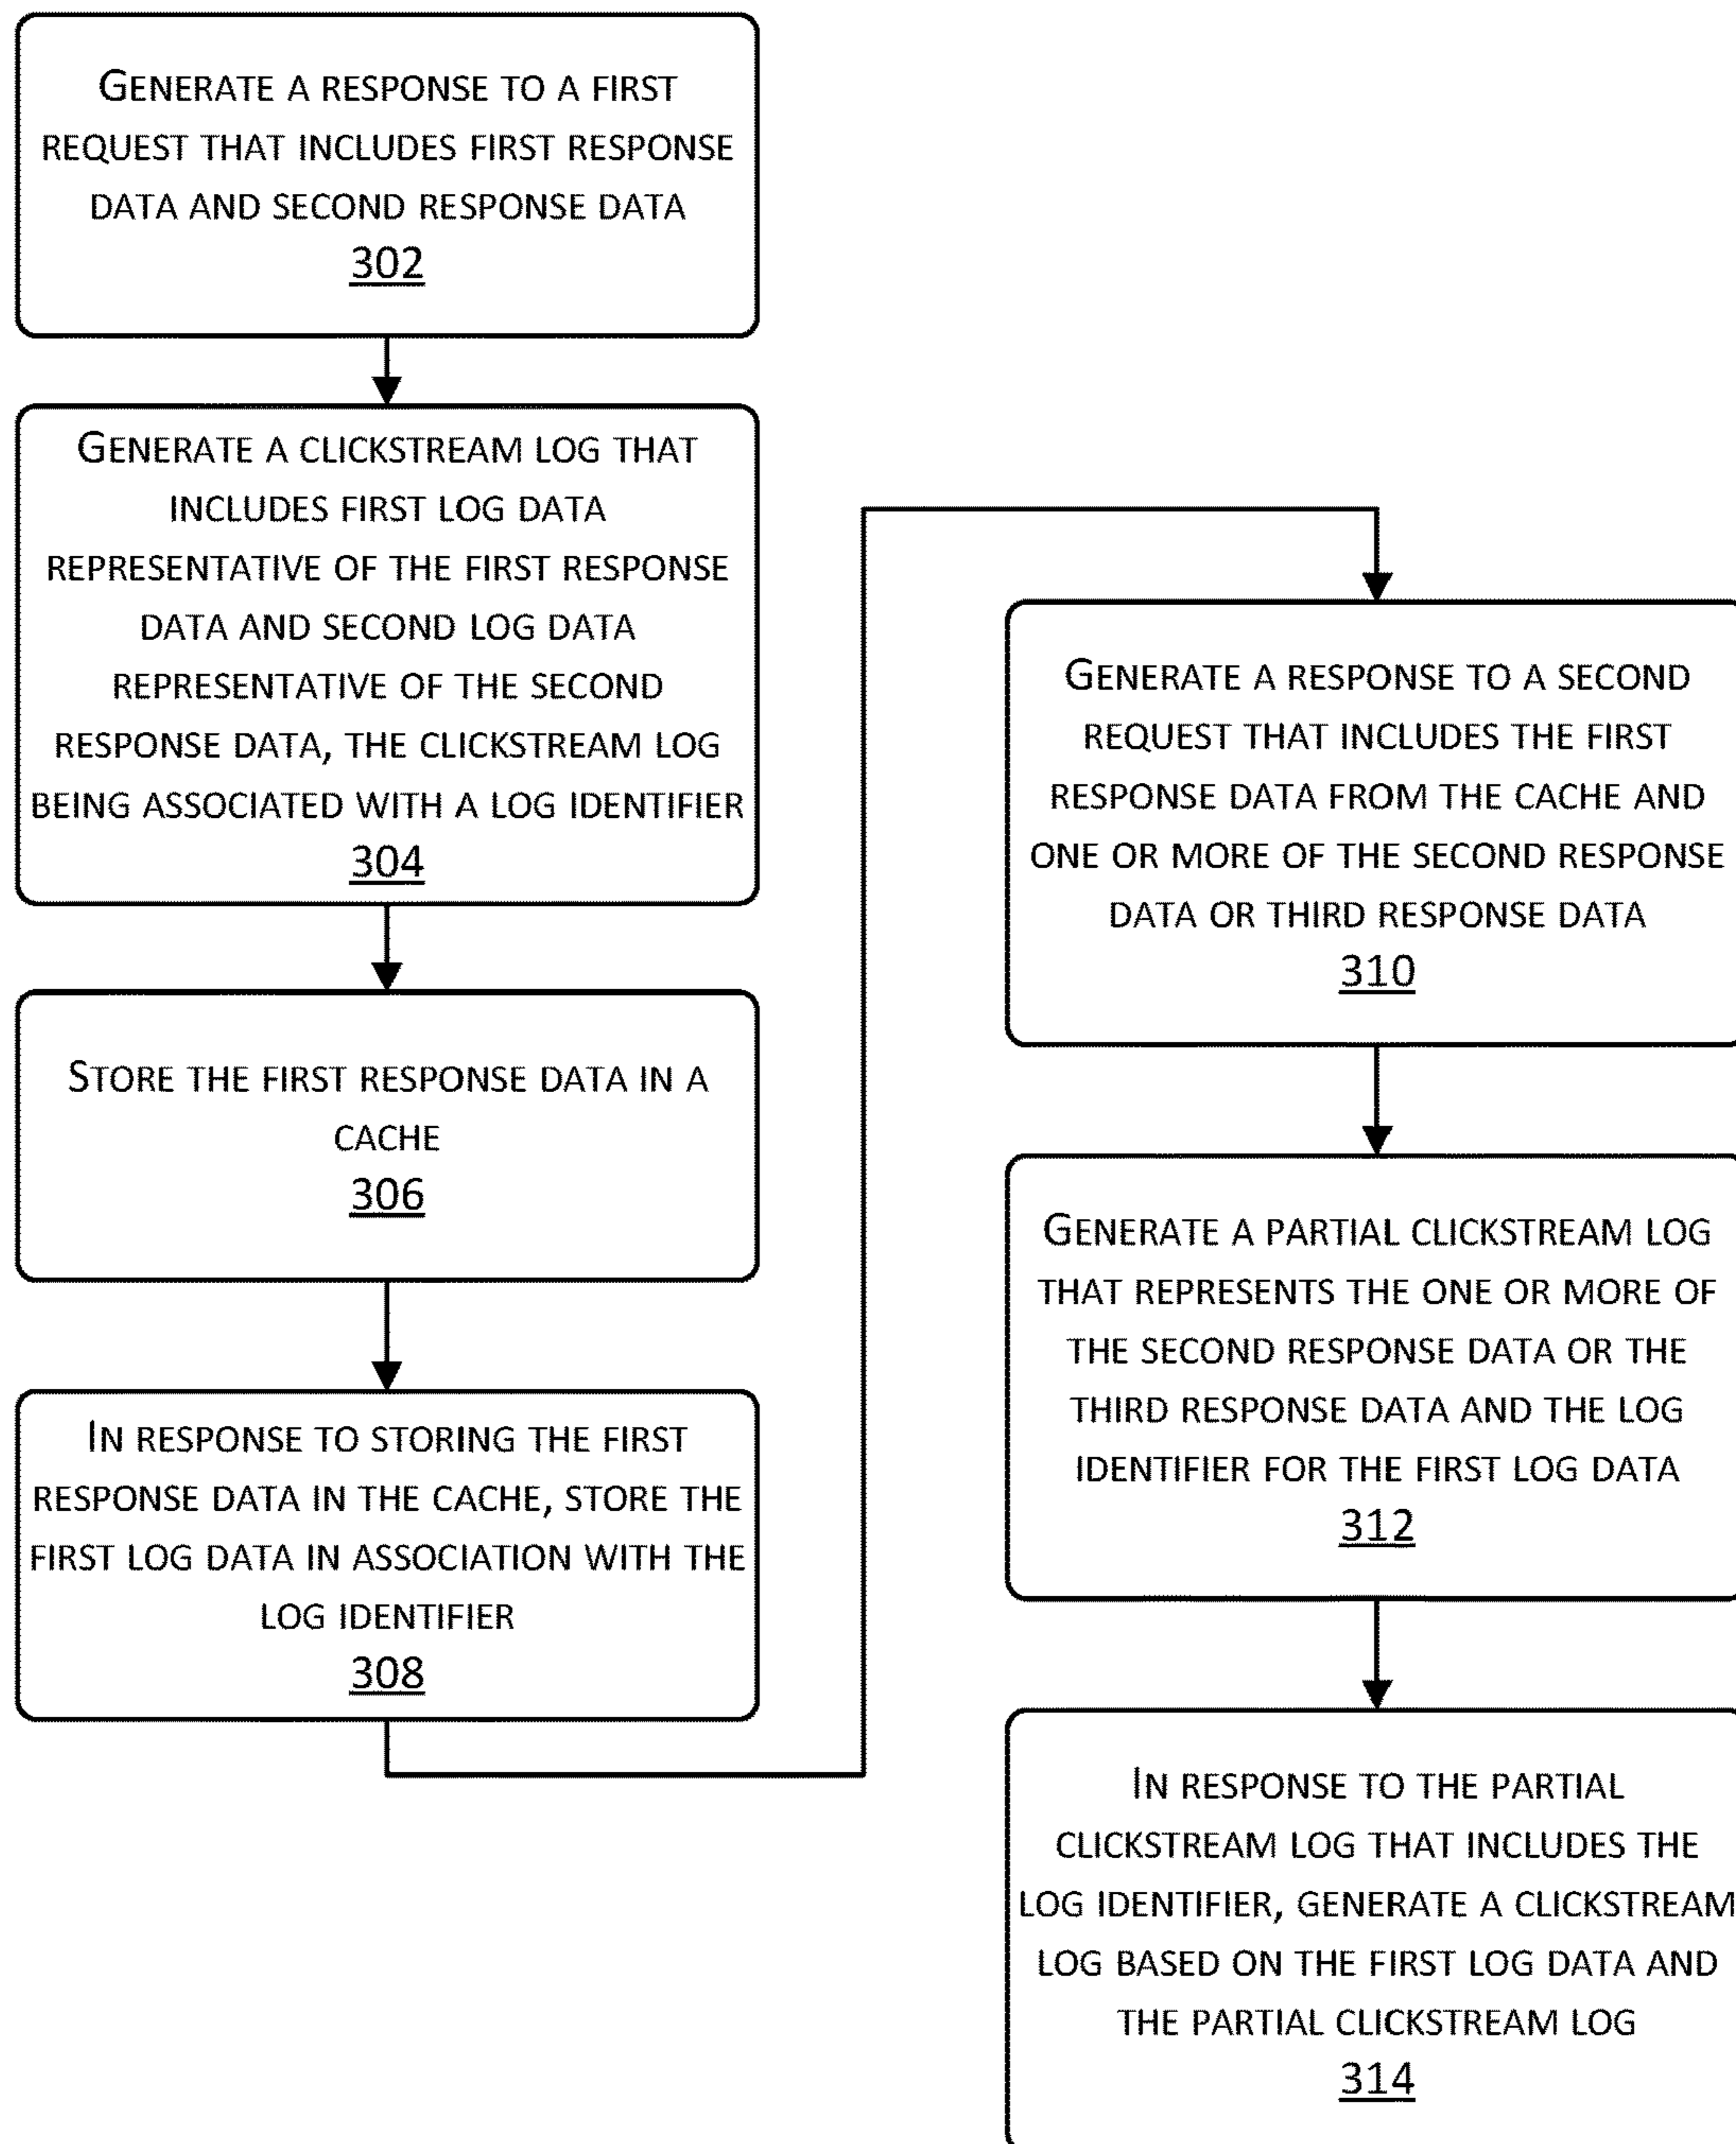 GENERATE A RESPONSE TO A FIRST
REQUEST THAT INCLUDES FIRST RESPONSE
DATA AND SECOND RESPONSE DATA
302
GENERATE A CLICKSTREAM LOG THAT
INCLUDES FIRST LOG DATA
REPRESENTATIVE OF THE FIRST RESPONSE
DATA AND SECOND LOG DATA
REPRESENTATIVE OF THE SECOND
RESPONSE DATA, THE CLICKSTREAM LOG
BEING ASSOCIATED WITH A LOG IDENTIFIER
304
STORE THE FIRST RESPONSE DATA IN A
CACHE
306
IN RESPONSE TO STORING THE FIRST
RESPONSE DATA IN THE CACHE, STORE THE
FIRST LOG DATA IN ASSOCIATION WITH THE
LOG IDENTIFIER
308
GENERATE A RESPONSE TO A SECOND
REQUEST THAT INCLUDES THE FIRST
RESPONSE DATA FROM THE CACHE AND
ONE OR MORE OF THE SECOND RESPONSE
DATA OR THIRD RESPONSE DATA
310
GENERATE A PARTIAL CLICKSTREAM LOG
THAT REPRESENTS THE ONE OR MORE OF
THE SECOND RESPONSE DATA OR THE
THIRD RESPONSE DATA AND THE LOG
IDENTIFIER FOR THE FIRST LOG DATA
312
IN RESPONSE TO THE PARTIAL
CLICKSTREAM LOG THAT INCLUDES THE
LOG IDENTIFIER, GENERATE A CLICKSTREAM
LOG BASED ON THE FIRST LOG DATA AND
THE PARTIAL CLICKSTREAM LOG
314